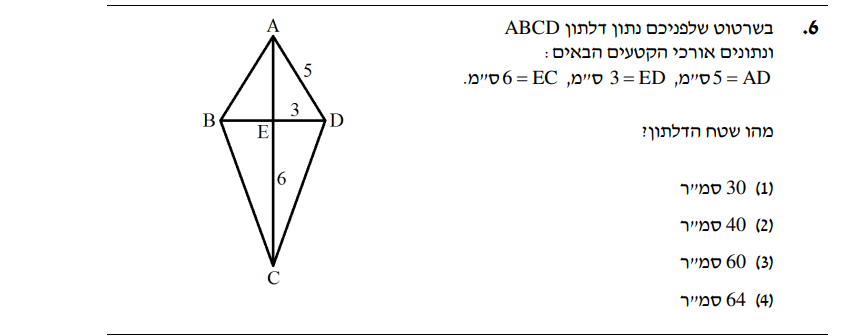 6. בשרטוט שלפניכם נתון דלתון ABCD
ונתונים אורכי הקטעים הבאים:
AD = 5 ס"מ, ED = 3 ס"מ, EC = 6 ס"מ.
מהו שטח הדלתון?
(1) 30 סמ"ר
(2) 40 סמ"ר
(3) 60 סמ"ר
(4) 64 סמ"ר
A
5
3
B
E
D
6
C